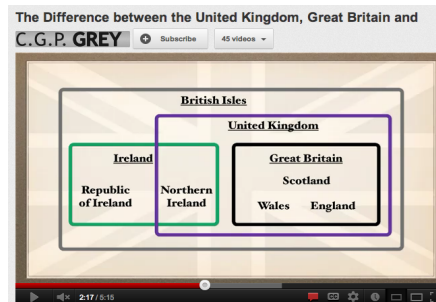 The Difference between the United Kingdom, Great Britain and
C.G.P. GREY Subscribe 45 videos
British Isles
United Kingdom
Ireland
Great Britain
Scotland
Republic
of Ireland
Northern
Ireland
Wales England
2:17 / 5:15
CC